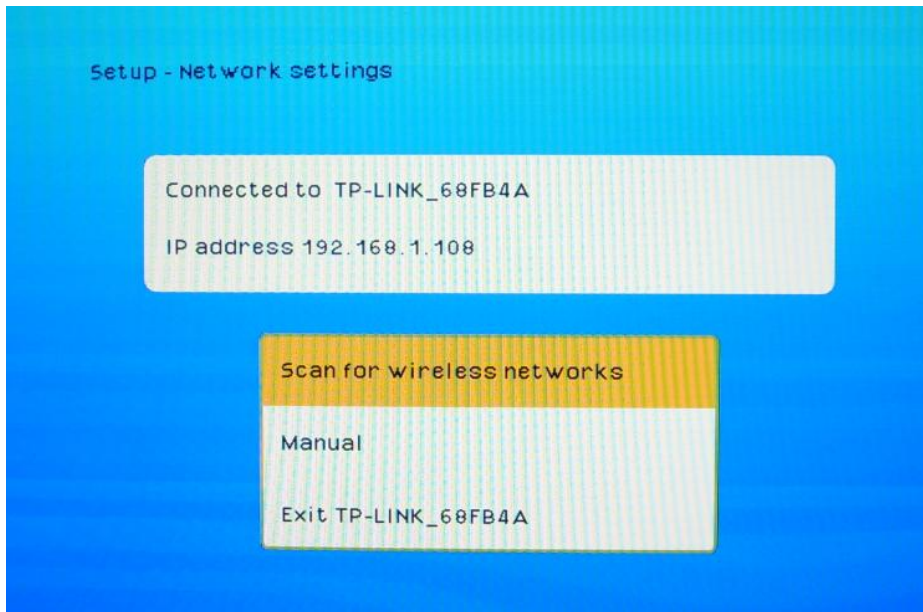 Setup - Network settings
Connected to TP-LINK_68FB4A
IP address 192.168.1.108
Scan for wireless networks
Manual
Exit TP-LINK_68FB4A